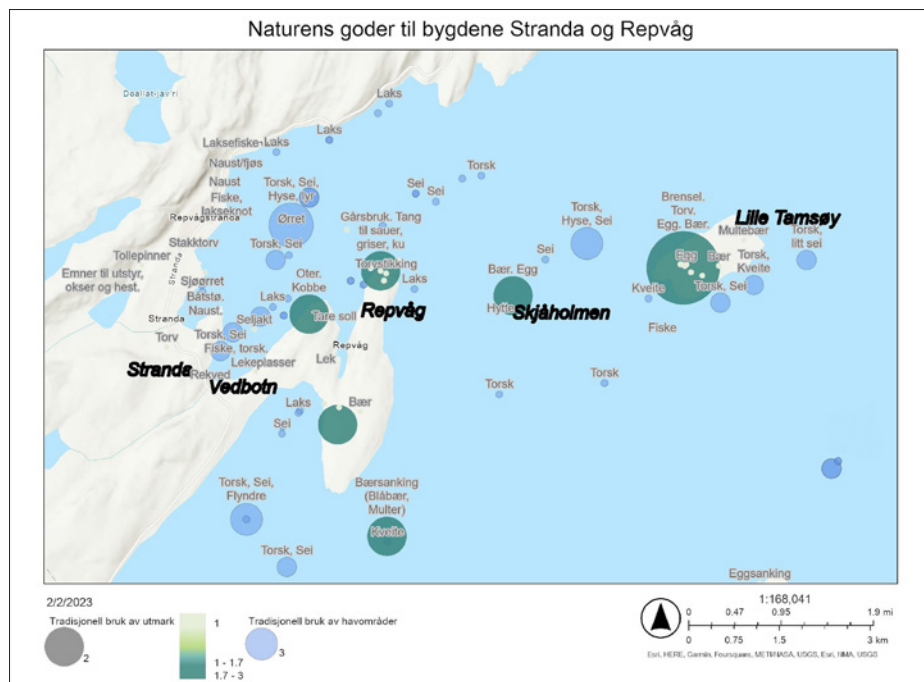 Naturens goder til bygdene Stranda og Repvåg
Doallat-jav'ri
Laks
Laks
Laksefiske
Laks
Naust/fjøs
Naust
Fiske,
lakseknot
Repvågstranda
Torsk, Sei,
Hyse, lyr
Ørret
Sei
Sei
Torsk
Gårsbruk. Tang
til sauer,
griser, ku
Torsk,
Hyse, Sei
Brensel.
Torv.
Egg. Bær.
Lille Tamsøy
Multebær
Torsk,
litt sei
Stakktorv
Torsk, Sei
Tollepinner
Stranda
Emner til utstyr,
okser og hest.
Sjøørret
Båtstø.
Naust.
Torvstikking
Laks
Oter.
Kobbe
Sei
Egg
Bær
Torsk,
Kveite
Bær. Egg
Kveite
Torsk, Sei
Laks
Seljakt
Tare soll
Repvåg
Hytte
Skjåholmen
Fiske
Stranda
Torv
Torsk, Sei
Fiske, torsk.
Lekeplasser
Repvåg
Lek
Stranda
Rekved
Vedbotn
Torsk
Torsk
Laks
Sei
Bær
Torsk, Sei,
Flyndre
Bærsanking
(Blåbær,
Multer)
Kveite
Torsk, Sei
Eggsanking
2/2/2023
Tradisjonell bruk av utmark
2
1
1 - 1.7
1.7 - 3
Tradisjonell bruk av havområder
3
1:168,041
0 0.47 0.95 1.9 mi
0 0.75 1.5 3 km
Esri, HERE, Garmin, Foursquare, METI/NASA, USGS, Esri, NIMA, USGS